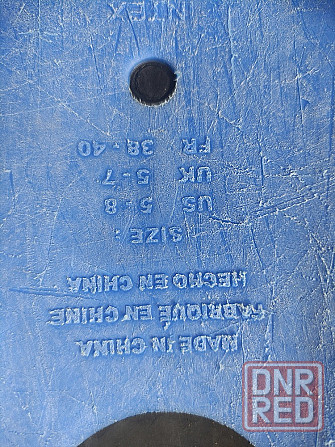 MADE IN CHINA
FABRIQUÉ EN CHINE
HECHO EN CHINA
SIZE:
US 5-8
UK 5-7
FR 38-40
INTEX
DNR
RED